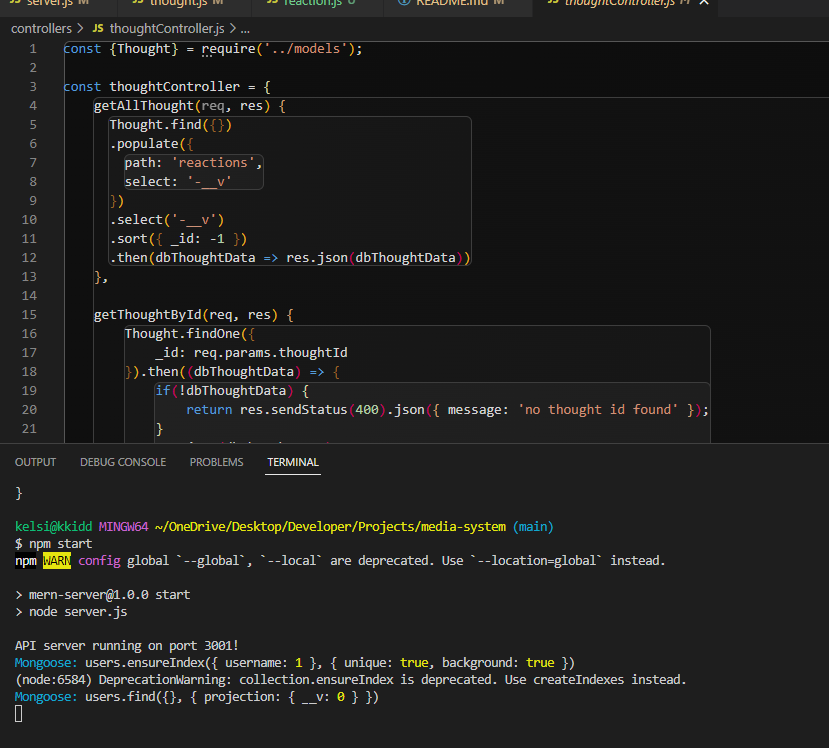 server.js M thought.js M reaction.js U README.md M thoughtController.js M
controllers > JS thoughtController.js > ...
1 const {Thought} = require('../models');
2
3 const thoughtController = {
4 getAllThought(req, res) {
5 Thought.find({})
6 .populate({
7 path: 'reactions',
8 select: '-__v'
9 })
10 .select('-__v')
11 .sort({ _id: -1 })
12 .then(dbThoughtData => res.json(dbThoughtData))
13 },
14
15 getThoughtById(req, res) {
16 Thought.findOne({
17 _id: req.params.thoughtId
18 }).then((dbThoughtData) => {
19 if(!dbThoughtData) {
20 return res.sendStatus(400).json({ message: 'no thought id found' });
21 }
OUTPUT DEBUG CONSOLE PROBLEMS TERMINAL
}
kelsi@kkidd MINGW64 ~/OneDrive/Desktop/Developer/Projects/media-system (main)
$ npm start
npm WARN config global `--global`, `--local` are deprecated. Use `--location=global` instead.
> mern-server@1.0.0 start
> node server.js
API server running on port 3001!
Mongoose: users.ensureIndex({ username: 1 }, { unique: true, background: true })
(node:6584) DeprecationWarning: collection.ensureIndex is deprecated. Use createIndexes instead.
Mongoose: users.find({}, { projection: { __v: 0 } })